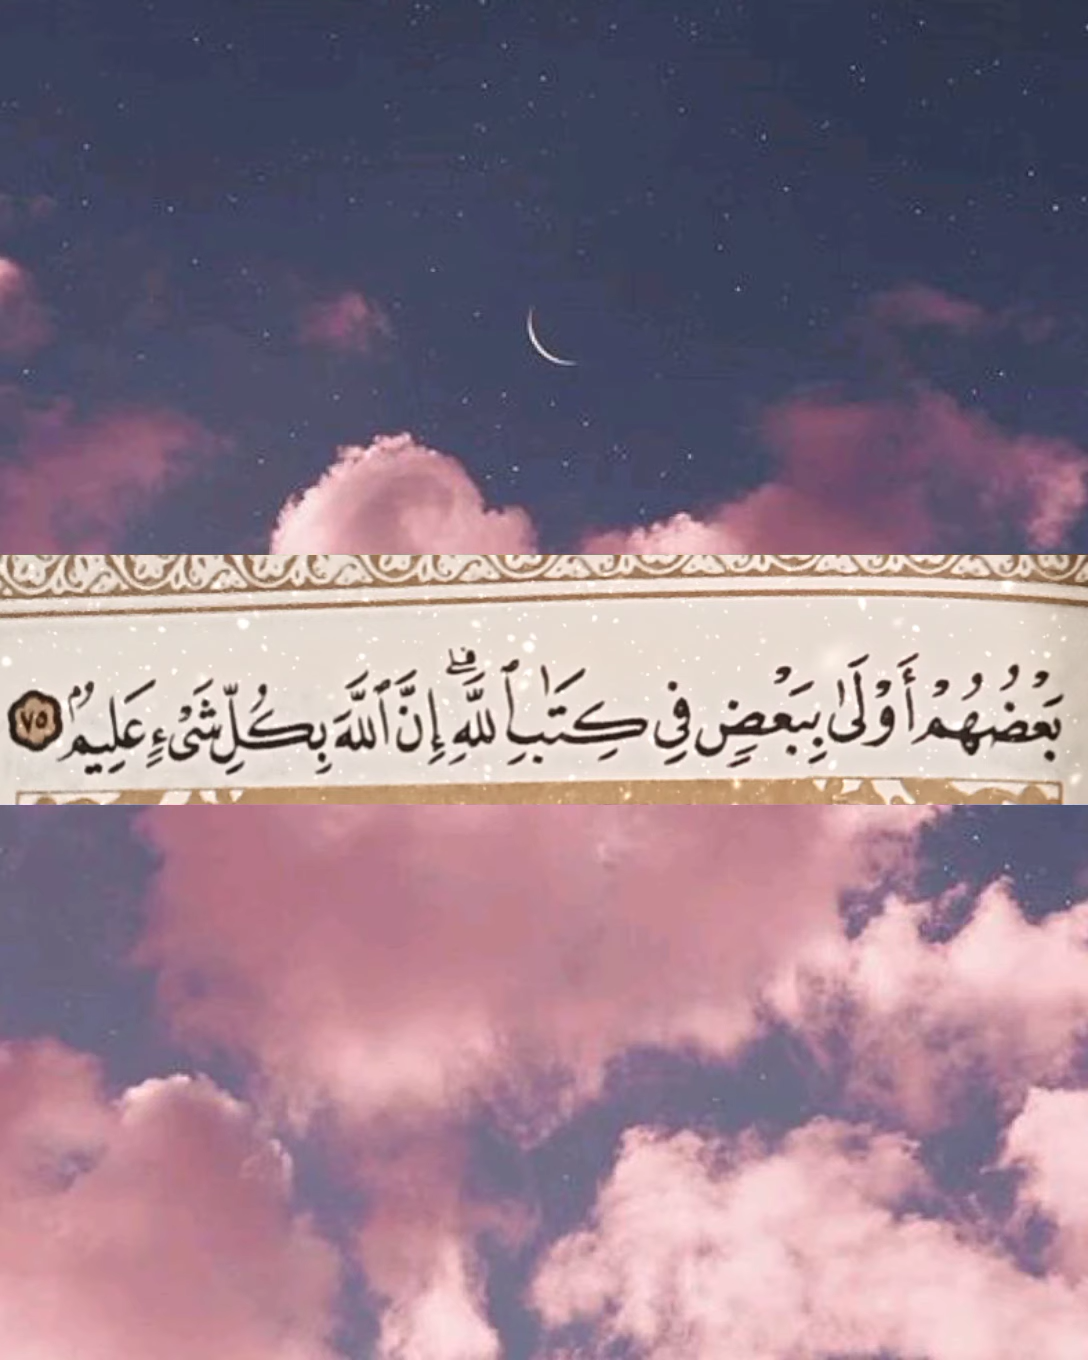 بَعْضُهُمْ أَوْلَىٰ بِبَعْضٍ فِي كِتَٰبِ ٱللَّهِ ۗ إِنَّ ٱللَّهَ بِكُلِّ شَىْءٍ عَلِيمٌۢ ٧٥